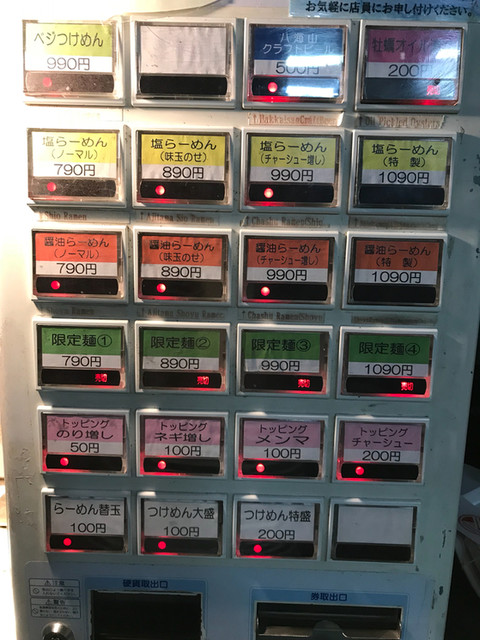 お気軽に店員にお申し付けください。
ベジつけめん
990円
八海山
クラフトビール
500円
牡蠣オイル
200円
塩らーめん
(ノーマル)
790円
塩らーめん
(味玉のせ)
890円
塩らーめん
(チャーシュー増し)
990円
塩らーめん
(特製)
1090円
醤油らーめん
(ノーマル)
790円
醤油らーめん
(味玉のせ)
890円
醤油らーめん
(チャーシュー増し)
990円
醤油らーめん
(特製)
1090円
限定麺①
790円
売切
限定麺②
890円
売切
限定麺③
990円
売切
限定麺④
1090円
売切
トッピング
のり増し
50円
トッピング
ネギ増し
100円
トッピング
メンマ
100円
トッピング
チャーシュー
200円
らーめん替玉
100円
つけめん大盛
100円
つけめん特盛
200円
硬貨取出口
券取出口